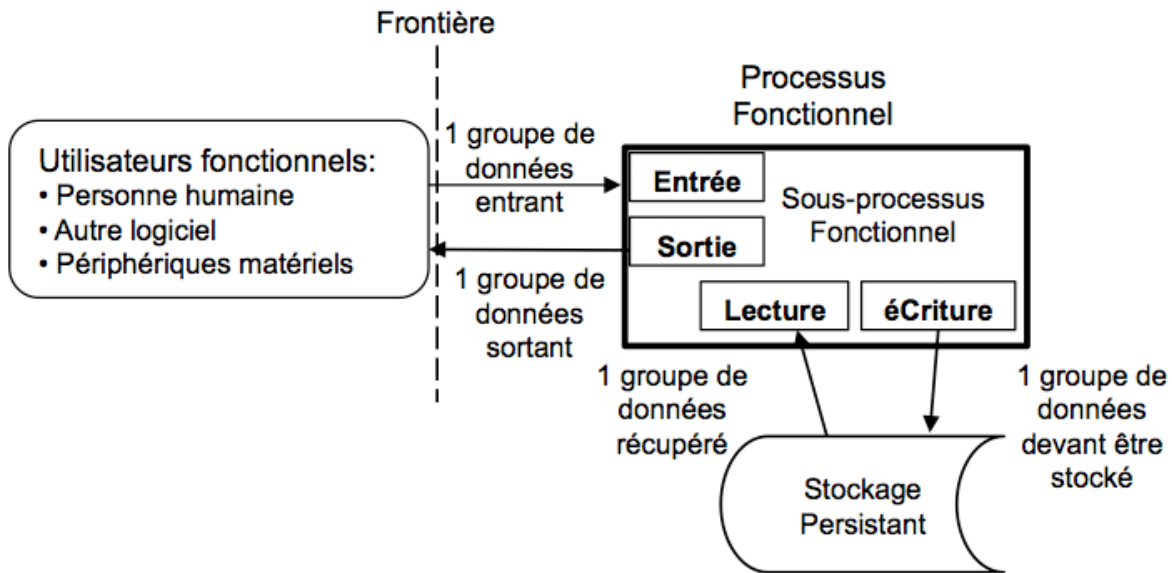 Frontière
Processus
Fonctionnel
Utilisateurs fonctionnels:
• Personne humaine
• Autre logiciel
• Périphériques matériels
1 groupe de
données
entrant
Entrée
Sous-processus
Fonctionnel
Sortie
1 groupe de
données
sortant
Lecture
éCriture
1 groupe de
données
récupéré
1 groupe de
données
devant être
stocké
Stockage
Persistant